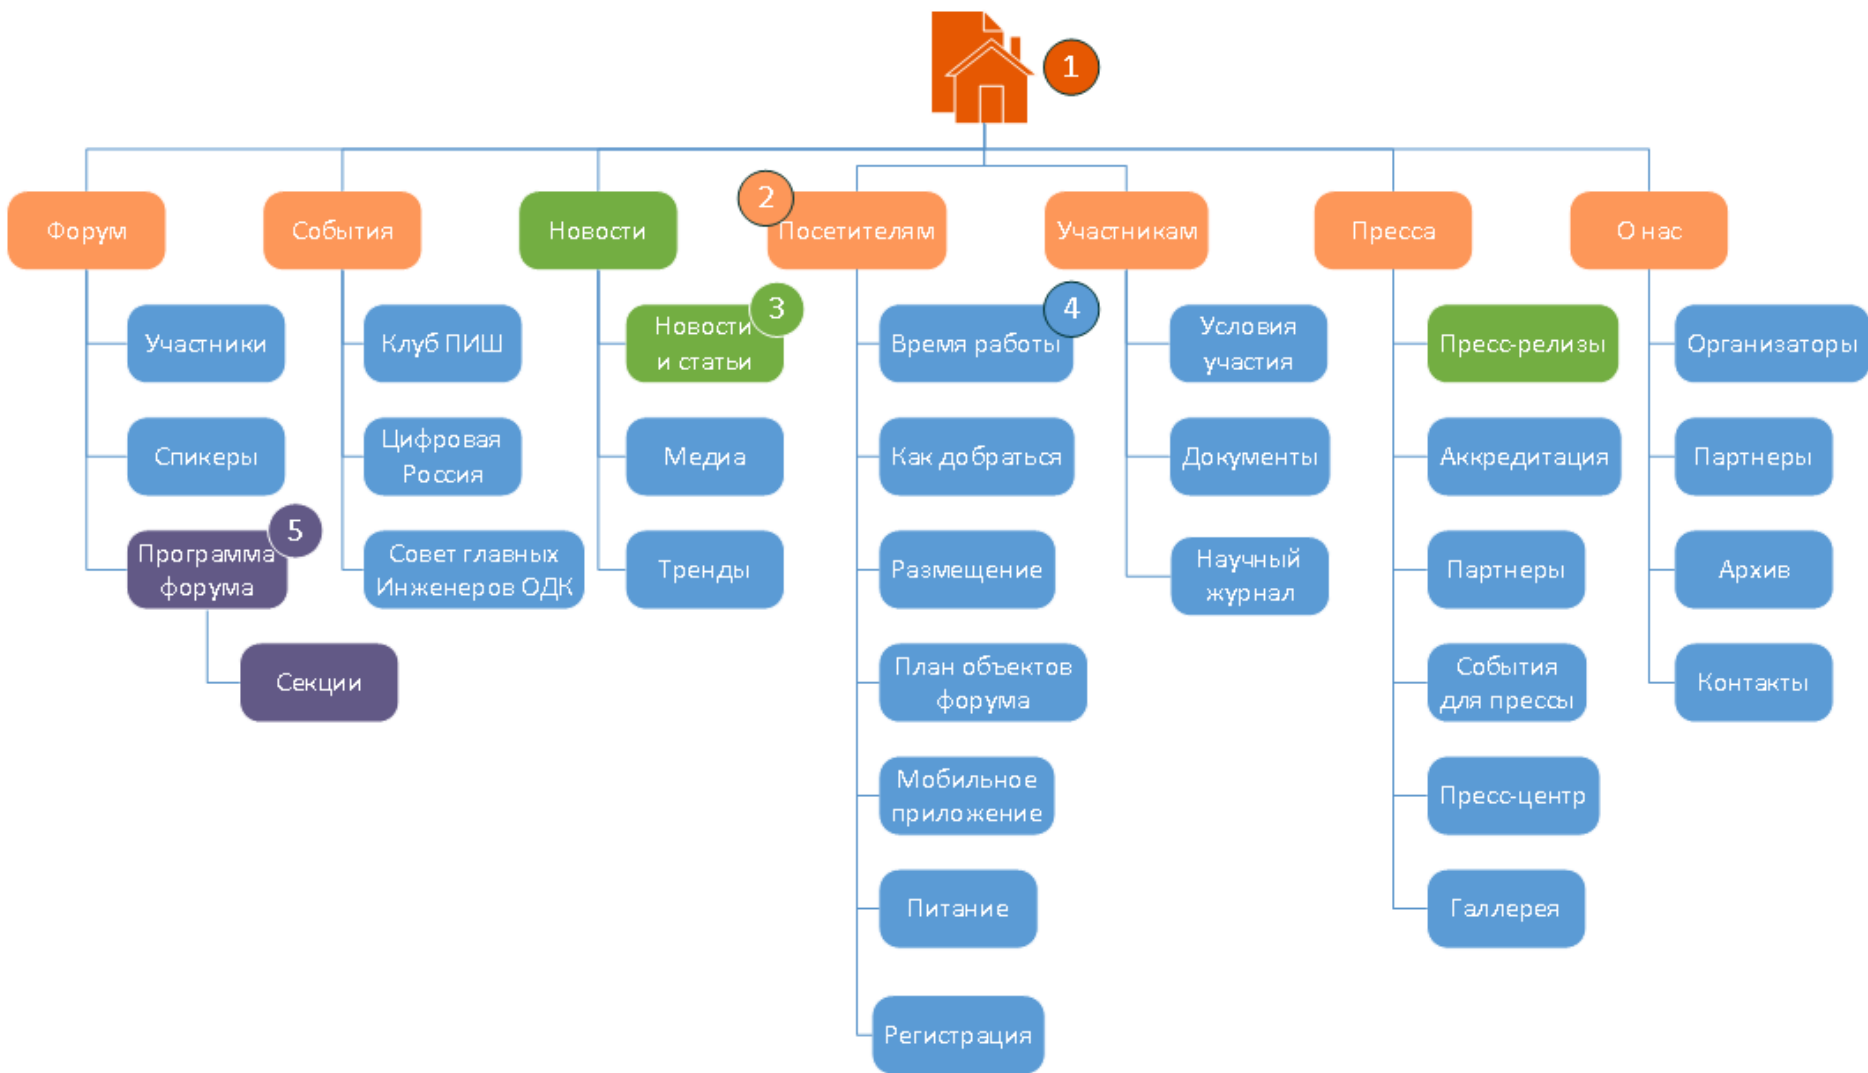 1
Форум
События
Новости
2
Посетителям
Участникам
Пресса
О нас
Участники
Спикеры
5
Программа
форума
Секции
Клуб ПИШ
Цифровая
Россия
Совет главных
Инженеров ОДК
3
Новости
и статьи
Медиа
Тренды
4
Время работы
Как добраться
Размещение
План объектов
форума
Мобильное
приложение
Питание
Регистрация
Условия
участия
Документы
Научный
журнал
Пресс-релизы
Аккредитация
Партнеры
События
для прессы
Пресс-центр
Галлерея
Организаторы
Партнеры
Архив
Контакты